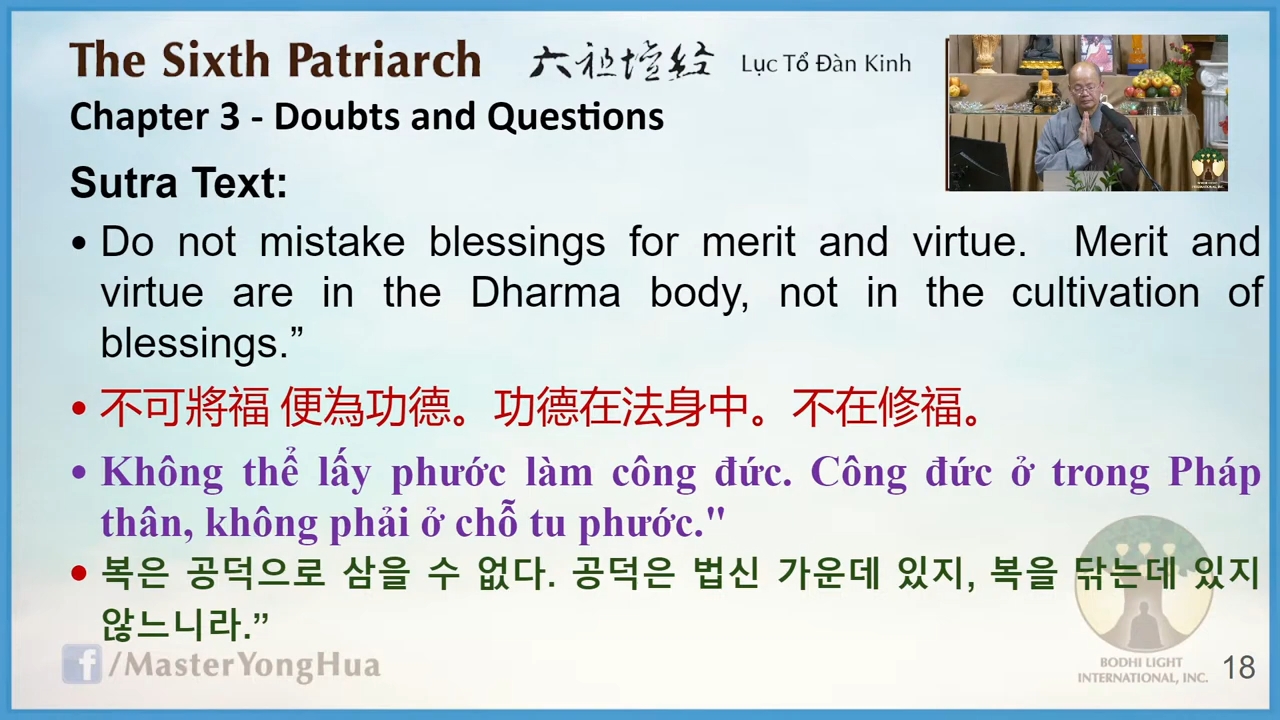 The Sixth Patriarch 六祖壇经 Lục Tổ Đàn Kinh
Chapter 3 - Doubts and Questions
Sutra Text:
• Do not mistake blessings for merit and virtue. Merit and
virtue are in the Dharma body, not in the cultivation of
blessings.”
• 不可將福 便為功德。功德在法身中。不在修福。
• Không thể lấy phước làm công đức. Công đức ở trong Pháp
thân, không phải ở chỗ tu phước."
• 복은 공덕으로 삼을 수 없다. 공덕은 법신 가운데 있지, 복을 닦는데 있지
않느니라.”
f/MasterYongHua
BODHI LIGHT
INTERNATIONAL, INC.
18
BODHI LIGHT
INTERNATIONAL, INC.